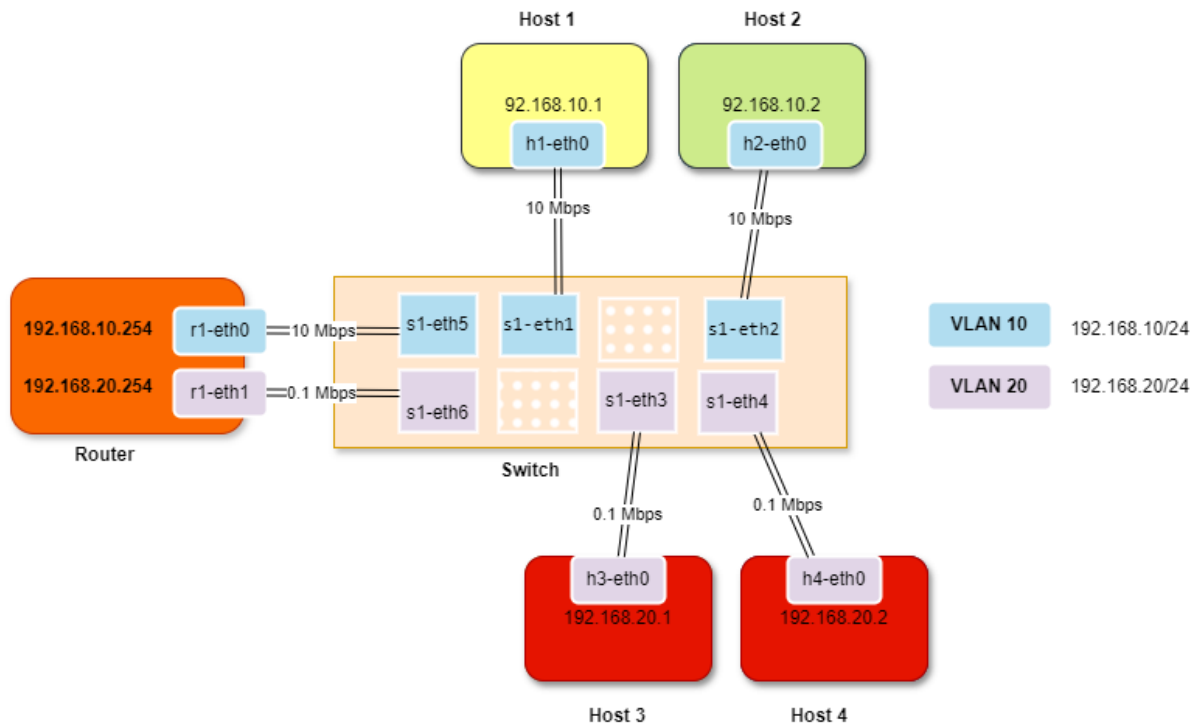 Host 1
Host 2
92.168.10.1
92.168.10.2
h1-eth0
h2-eth0
10 Mbps
10 Mbps
192.168.10.254
r1-eth0
10 Mbps
s1-eth5
s1-eth1
s1-eth2
VLAN 10
192.168.10/24
192.168.20.254
r1-eth1
0.1 Mbps
s1-eth6
s1-eth3
s1-eth4
VLAN 20
192.168.20/24
Router
Switch
0.1 Mbps
0.1 Mbps
h3-eth0
h4-eth0
192.168.20.1
192.168.20.2
Host 3
Host 4